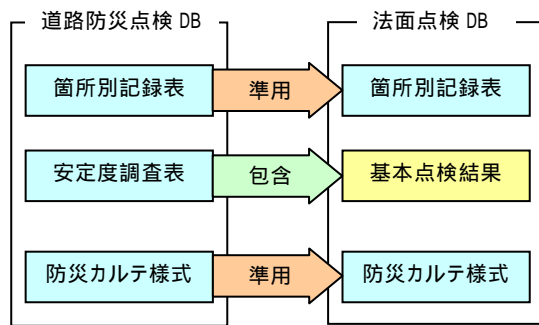 道路防災点検 DB
法面点検 DB
箇所別記録表
準用
箇所別記録表
安定度調査表
包含
基本点検結果
防災カルテ様式
準用
防災カルテ様式